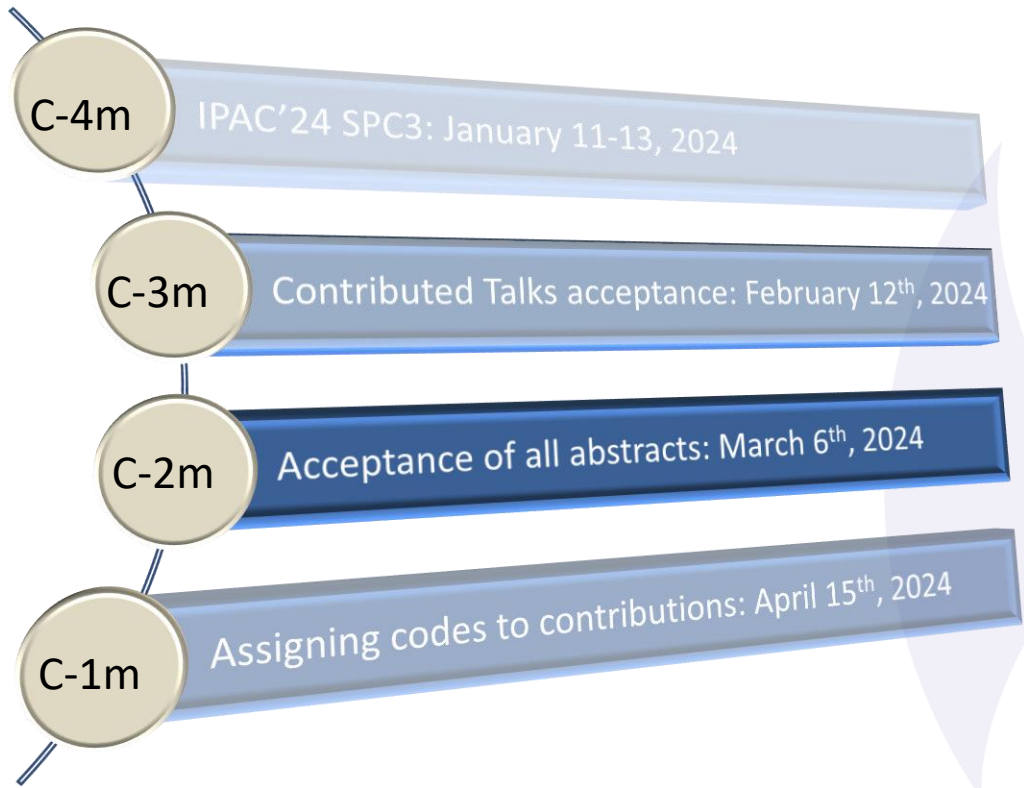 C-4m
IPAC’24 SPC3: January 11-13, 2024
C-3m
Contributed Talks acceptance: February 12th, 2024
C-2m
Acceptance of all abstracts: March 6th, 2024
C-1m
Assigning codes to contributions: April 15th, 2024